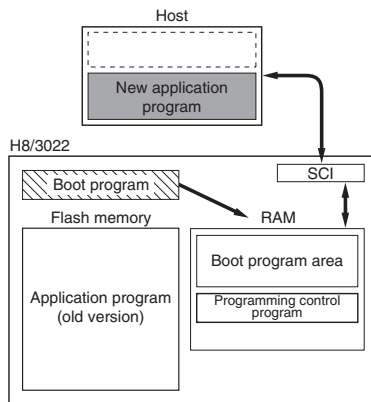 Host
New application
program
H8/3022
SCI
Boot program
Flash memory
RAM
Boot program area
Application program
(old version)
Programming control
program